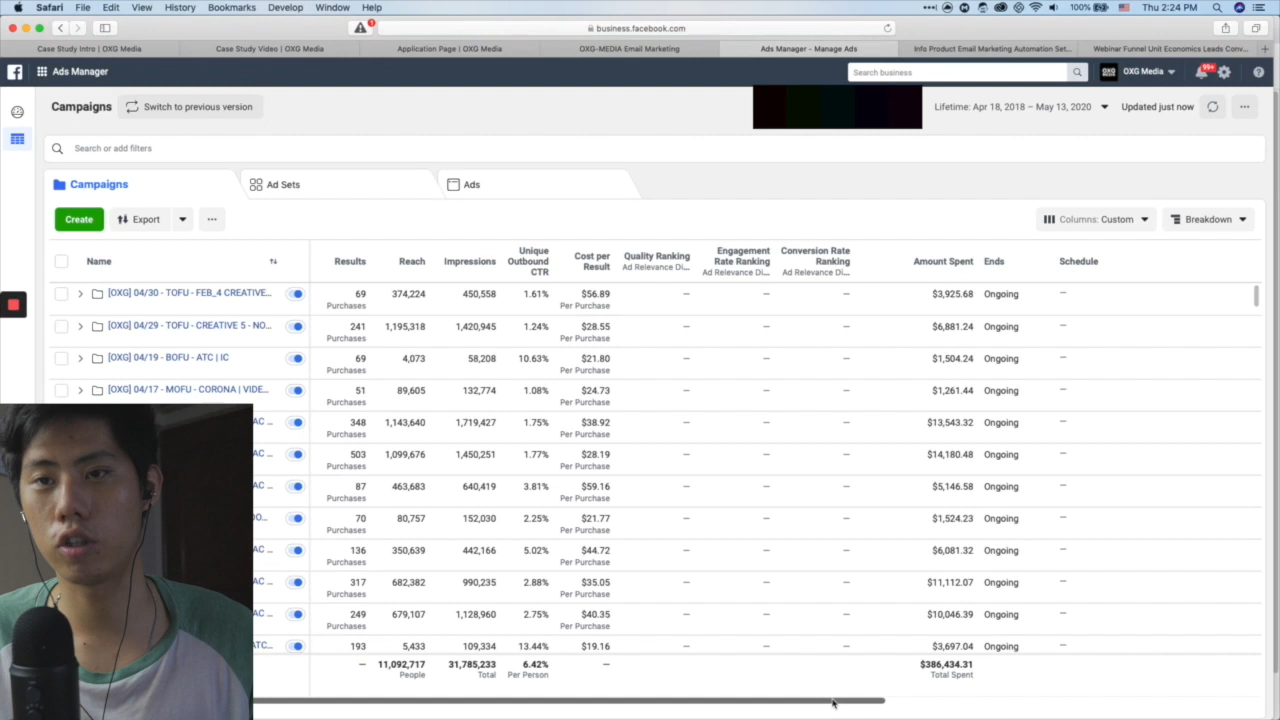 Safari File Edit View History Bookmarks Develop Window Help 100% Thu 2:24 PM
business.facebook.com
Case Study Intro | OXG MEDIA Case Study Video | OXG MEDIA Application Page | OXG MEDIA OXG-MEDIA Email Marketing Ads Manager - Manage Ads Info Product Email Marketing Automation Set... Webinar Funnel Unit Economics Leads Conv...
Ads Manager Search business OXG OXG Media 99+
Campaigns Switch to previous version Lifetime: Apr 18, 2018 – May 13, 2020 Updated just now
Search or add filters
Campaigns Ad Sets Ads
Create Export Columns: Custom Breakdown
Name Results Reach Impressions Unique Outbound CTR Cost per Result Quality Ranking Ad Relevance Di... Engagement Rate Ranking Ad Relevance Di... Conversion Rate Ranking Ad Relevance Di... Amount Spent Ends Schedule
[OXG] 04/30 - TOFU - FEB_4 CREATIVE... 69 374,224 450,558 1.61% $56.89 — — — $3,925.68 Ongoing —
Purchases Per Purchase
[OXG] 04/29 - TOFU - CREATIVE 5 - NO... 241 1,195,318 1,420,945 1.24% $28.55 — — — $6,881.24 Ongoing —
Purchases Per Purchase
[OXG] 04/19 - BOFU - ATC | IC 69 4,073 58,208 10.63% $21.80 — — — $1,504.24 Ongoing —
Purchases Per Purchase
[OXG] 04/17 - MOFU - CORONA | VIDE... 51 89,605 132,774 1.08% $24.73 — — — $1,261.44 Ongoing —
Purchases Per Purchase
AC ... 348 1,143,640 1,719,427 1.75% $38.92 — — — $13,543.32 Ongoing —
Purchases Per Purchase
AC ... 503 1,099,676 1,450,251 1.77% $28.19 — — — $14,180.48 Ongoing —
Purchases Per Purchase
AC ... 87 463,683 640,419 3.81% $59.16 — — — $5,146.58 Ongoing —
Purchases Per Purchase
OO... 70 80,757 152,030 2.25% $21.77 — — — $1,524.23 Ongoing —
Purchases Per Purchase
AC ... 136 350,639 442,166 5.02% $44.72 — — — $6,081.32 Ongoing —
Purchases Per Purchase
AC ... 317 682,382 990,235 2.88% $35.05 — — — $11,112.07 Ongoing —
Purchases Per Purchase
AC ... 249 679,107 1,128,960 2.75% $40.35 — — — $10,046.39 Ongoing —
Purchases Per Purchase
ATC... 193 5,433 109,334 13.44% $19.16 — — — $3,697.04 Ongoing —
— 11,092,717 31,785,233 6.42% — $386,434.31
People Total Per Person Total Spent